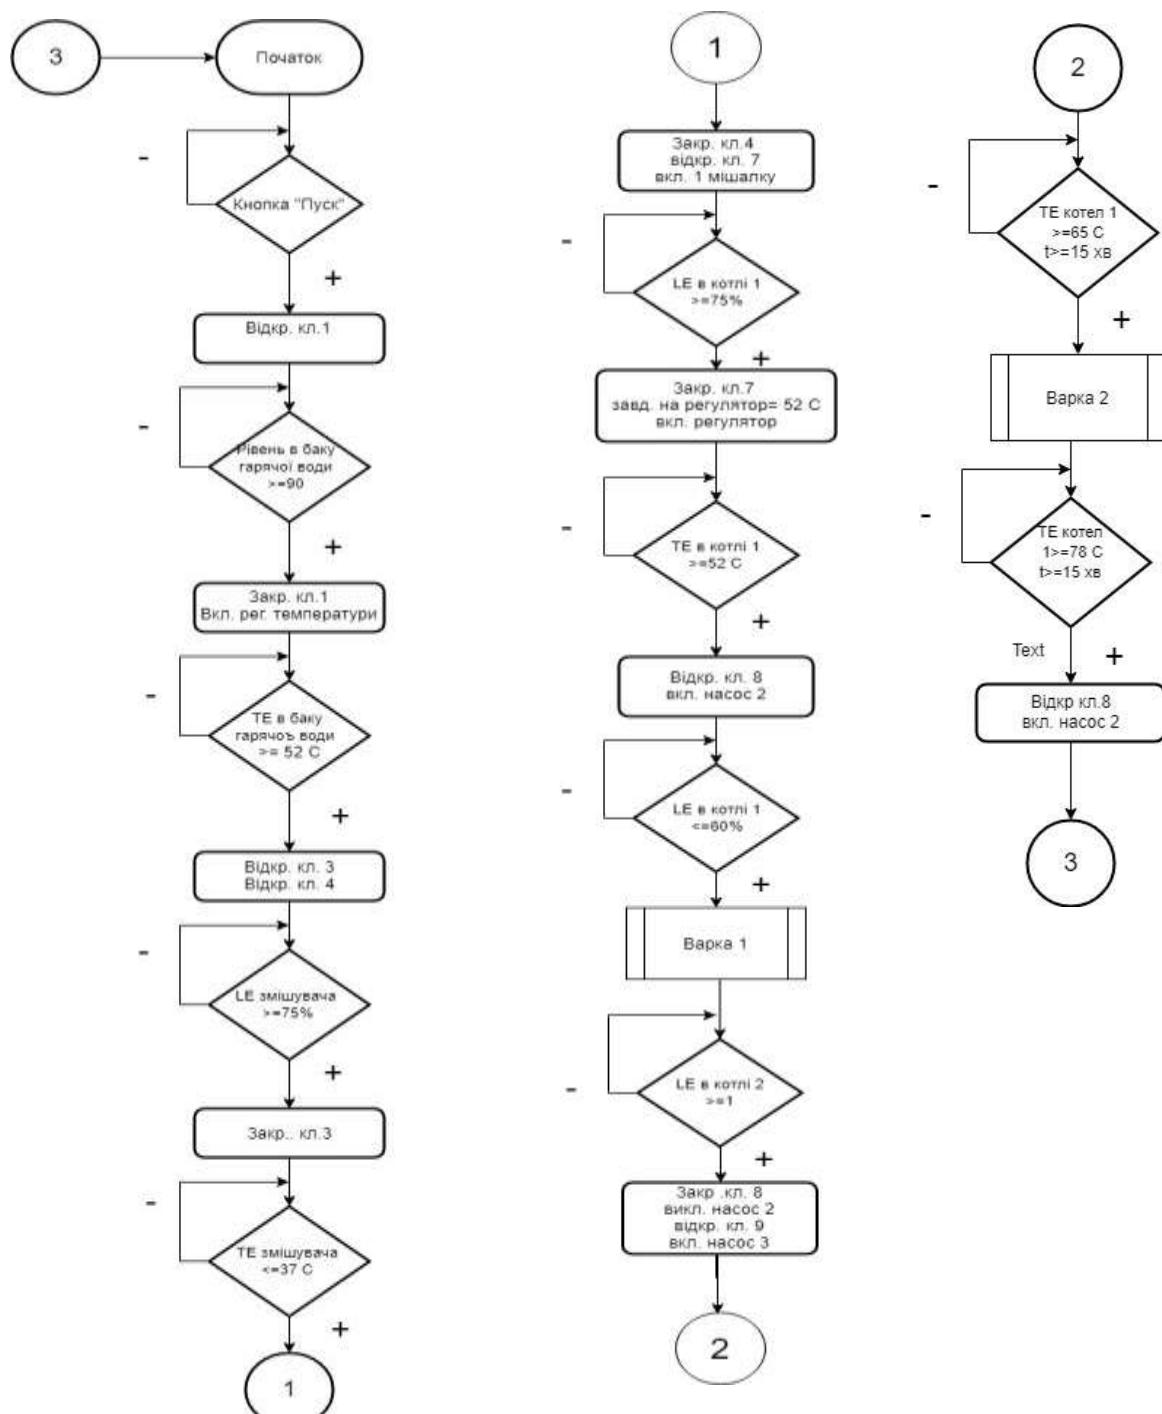 3
Початок
-
Кнопка "Пуск"
+
Відкр. кл.1
-
Рівень в баку
гарячої води
>=90
+
Закр. кл.1
Вкл. рег. температури
-
ТЕ в баку
гарячоъ води
>= 52 С
+
Відкр. кл. 3
Відкр. кл. 4
-
LE змішувача
>=75%
+
Закр.. кл.3
-
ТЕ змішувача
<=37 С
+
1
1
Закр. кл.4
відкр. кл. 7
вкл. 1 мішалку
-
LE в котлі 1
>=75%
+
Закр. кл.7
завд. на регулятор= 52 С
вкл. регулятор
-
ТЕ в котлі 1
>=52 С
+
Відкр. кл. 8
вкл. насос 2
-
LE в котлі 1
<=60%
+
Варка 1
-
LE в котлі 2
>=1
+
Закр .кл. 8
викл. насос 2
відкр. кл. 9
вкл. насос 3
2
2
-
ТЕ котел 1
>=65 С
t>=15 хв
+
Варка 2
-
ТЕ котел
1>=78 С
t>=15 хв
Text
+
Відкр кл.8
вкл. насос 2
3